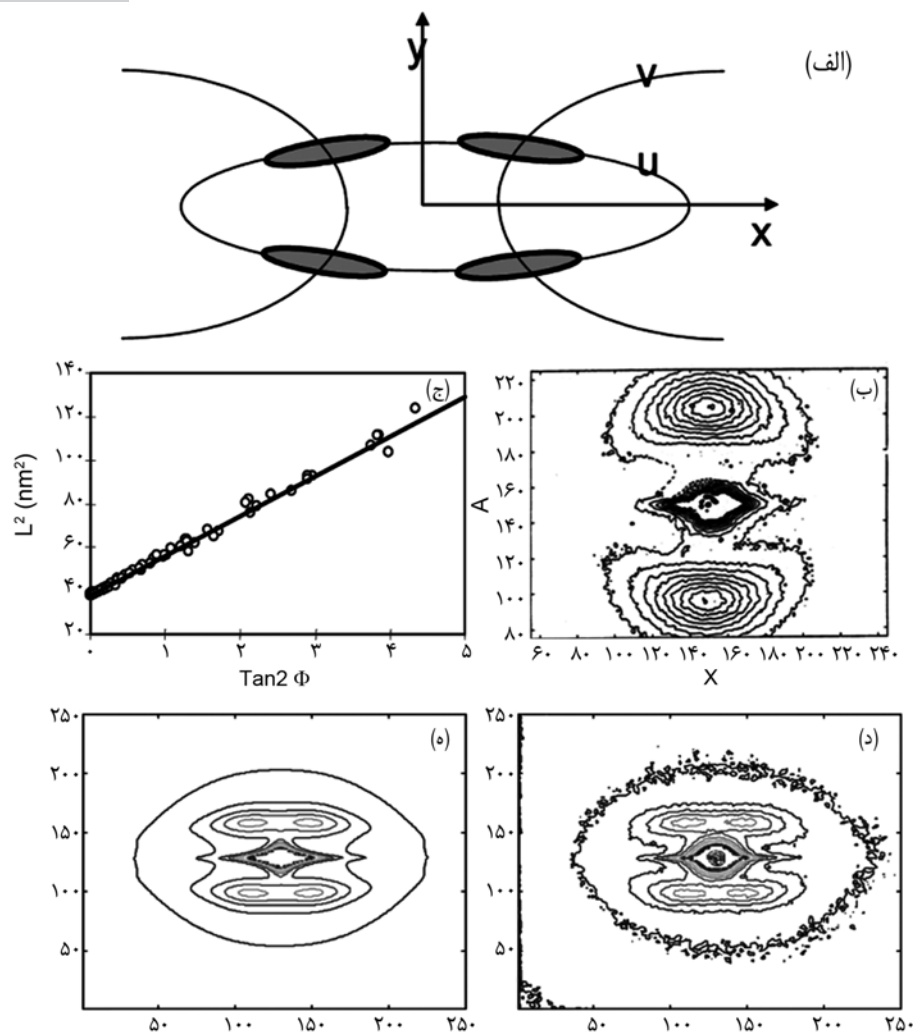 (الف)
y
v
u
x
(ب)
A
۲۲۰
۲۰۰
۱۸۰
۱۶۰
۱۴۰
۱۲۰
۱۰۰
۸۰
۶۰ ۸۰ ۱۰۰ ۱۲۰ ۱۴۰ ۱۶۰ ۱۸۰ ۲۰۰ ۲۲۰ ۲۴۰
X
(ج)
L² (nm²)
۱۴۰
۱۲۰
۱۰۰
۸۰
۶۰
۴۰
۲۰
۰ ۱ ۲ ۳ ۴ ۵
Tan2 Φ
(د)
۲۵۰
۲۰۰
۱۵۰
۱۰۰
۵۰
۵۰ ۱۰۰ ۱۵۰ ۲۰۰ ۲۵۰
(ه)
۲۵۰
۲۰۰
۱۵۰
۱۰۰
۵۰
۵۰ ۱۰۰ ۱۵۰ ۲۰۰ ۲۵۰